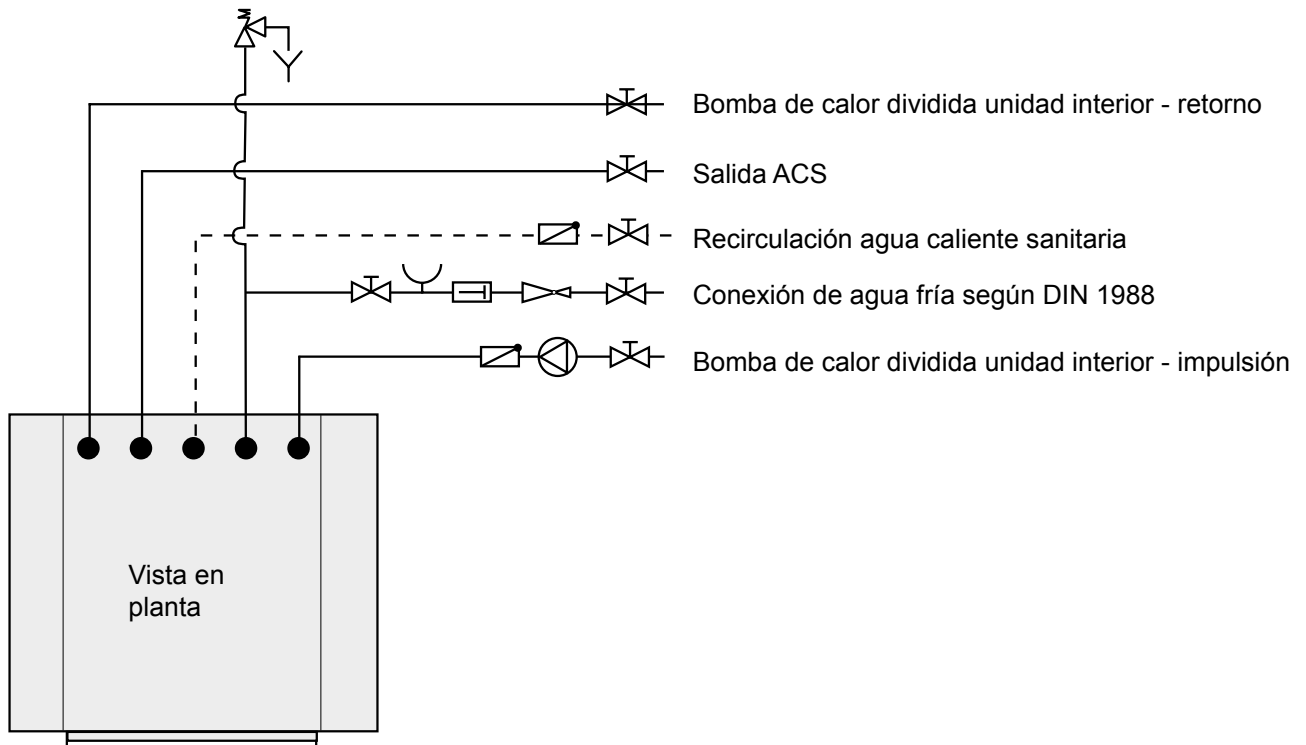 Bomba de calor dividida unidad interior - retorno
Salida ACS
Recirculación agua caliente sanitaria
Conexión de agua fría según DIN 1988
Bomba de calor dividida unidad interior - impulsión
Vista en
planta